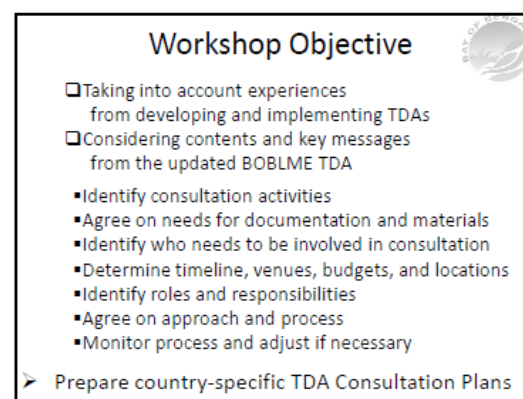 Workshop Objective
BAY OF BENGAL
❑Taking into account experiences
from developing and implementing TDAs
❑Considering contents and key messages
from the updated BOBLME TDA
▪Identify consultation activities
▪Agree on needs for documentation and materials
▪Identify who needs to be involved in consultation
▪Determine timeline, venues, budgets, and locations
▪Identify roles and responsibilities
▪Agree on approach and process
▪Monitor process and adjust if necessary
➢ Prepare country-specific TDA Consultation Plans